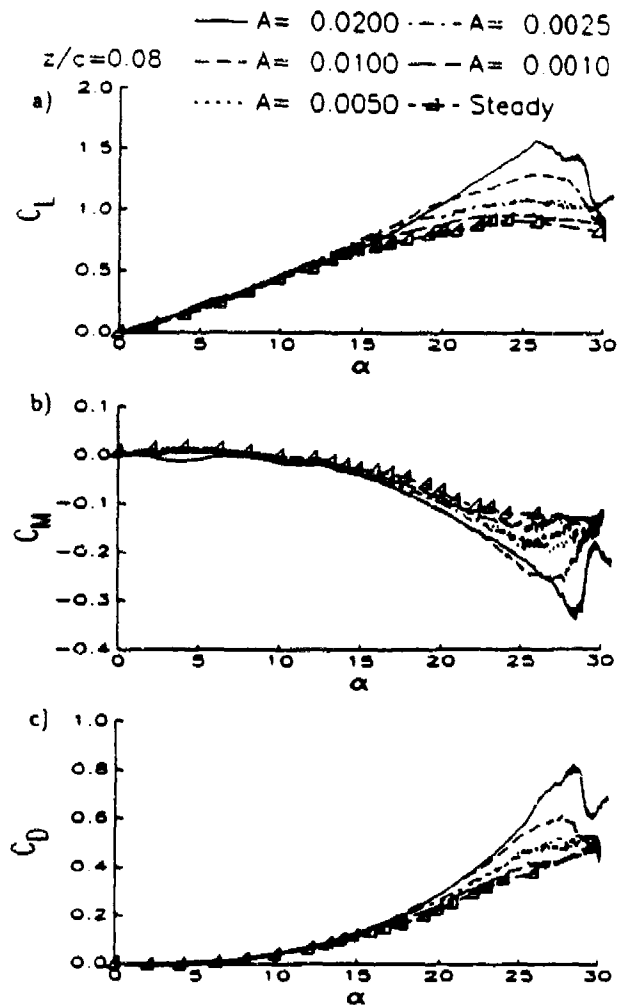 A= 0.0200 A= 0.0025
z/c=0.08 A= 0.0100 A= 0.0010
A= 0.0050 Steady
a)
2.0
1.5
1.0
0.5
0.0
C_L
0 5 10 15 20 25 30
α
b)
0.1
0.0
-0.1
-0.2
-0.3
-0.4
C_M
0 5 10 15 20 25 30
α
c)
1.0
0.8
0.6
0.4
0.2
0.0
C_D
0 5 10 15 20 25 30
α